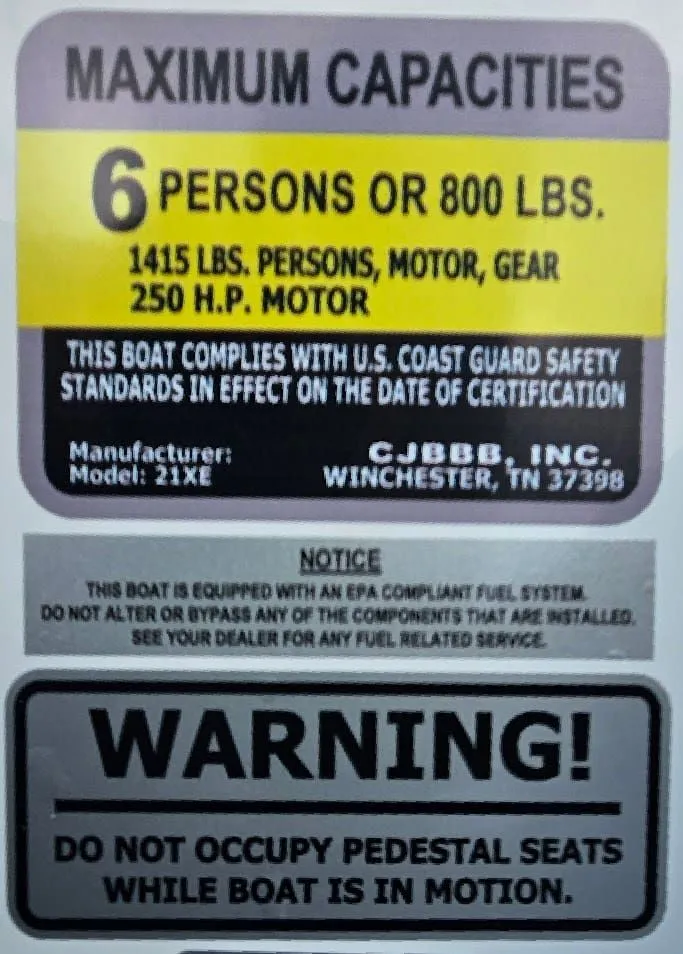 MAXIMUM CAPACITIES
6 PERSONS OR 800 LBS.
1415 LBS. PERSONS, MOTOR, GEAR
250 H.P. MOTOR
THIS BOAT COMPLIES WITH U.S. COAST GUARD SAFETY
STANDARDS IN EFFECT ON THE DATE OF CERTIFICATION
Manufacturer: CJBBB, INC.
Model: 21XE WINCHESTER, TN 37398
NOTICE
THIS BOAT IS EQUIPPED WITH AN EPA COMPLIANT FUEL SYSTEM.
DO NOT ALTER OR BYPASS ANY OF THE COMPONENTS THAT ARE INSTALLED.
SEE YOUR DEALER FOR ANY FUEL RELATED SERVICE.
WARNING!
DO NOT OCCUPY PEDESTAL SEATS
WHILE BOAT IS IN MOTION.